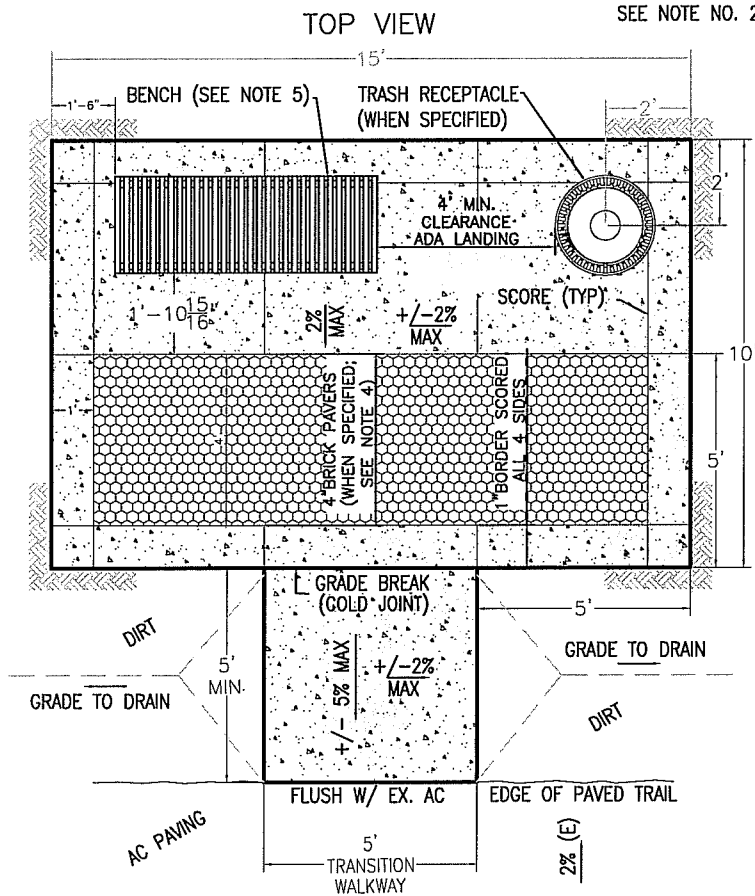 TOP VIEW
SEE NOTE NO. 2
15'
1'-6"
BENCH (SEE NOTE 5)
TRASH RECEPTACLE
(WHEN SPECIFIED)
2'
2'
4' MIN.
CLEARANCE
ADA LANDING
1'-10 15/16"
2%
MAX
+/-2%
MAX
SCORE (TYP)
10
1'
4'
4" BRICK PAVERS
(WHEN SPECIFIED;
SEE NOTE 4)
1" BORDER SCORED
ALL 4 SIDES
5'
GRADE BREAK
(COLD JOINT)
5'
DIRT
5'
MIN.
+/- 5% MAX
+/-2%
MAX
GRADE TO DRAIN
GRADE TO DRAIN
DIRT
FLUSH W/ EX. AC
EDGE OF PAVED TRAIL
AC PAVING
5'
TRANSITION
WALKWAY
2% (E)